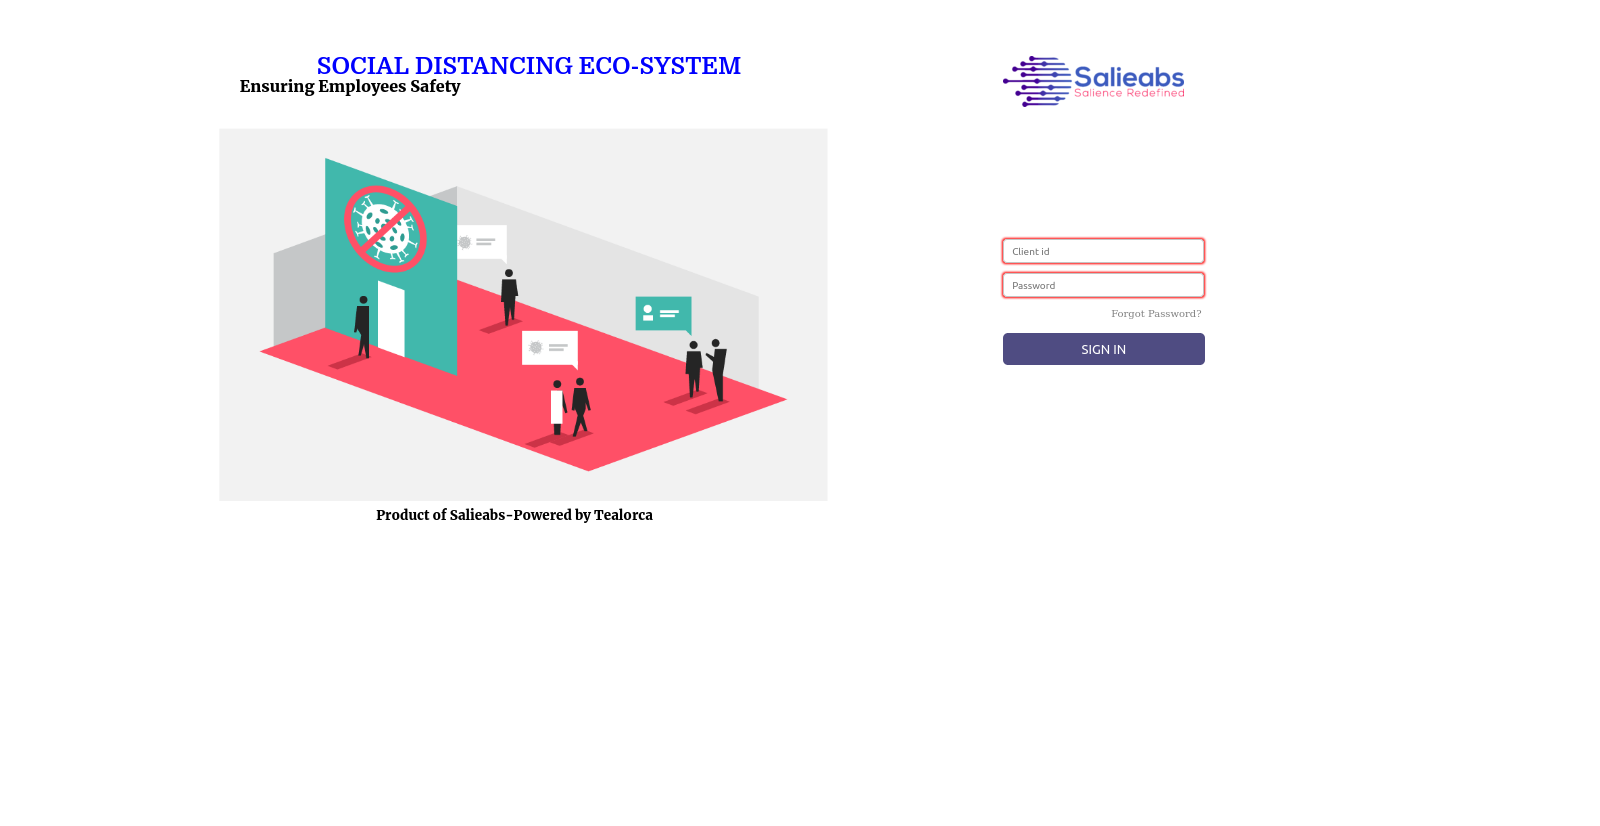 SOCIAL DISTANCING ECO-SYSTEM
Ensuring Employees Safety
Product of Salieabs-Powered by Tealorca
Salieabs
Salience Redefined
Client id
Password
Forgot Password?
SIGN IN